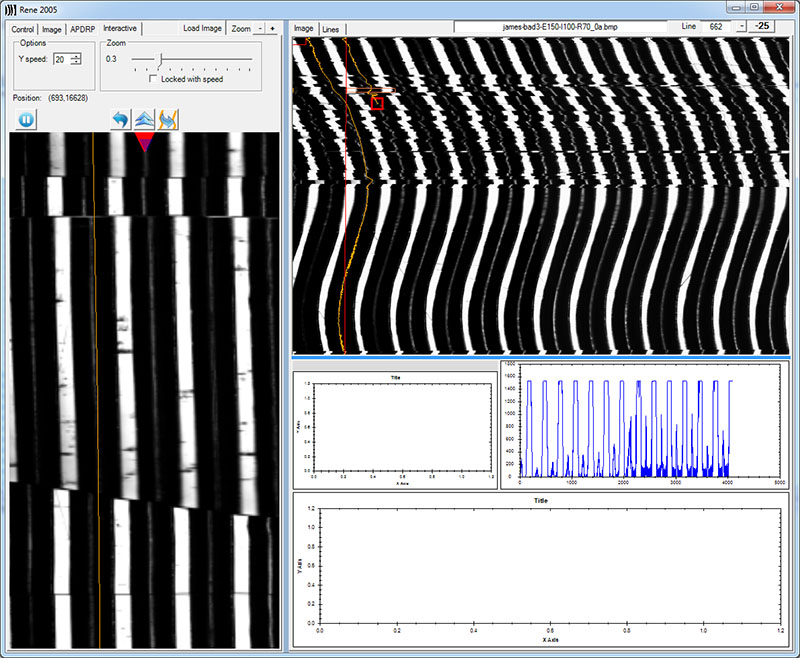 Rene 2005
Control Image APDRP Interactive Load Image Zoom - +
Options
Y speed: 20
Zoom
0.3
Locked with speed
Position: (693,16628)
Image Lines james-bad3-E150-I100-R70_0a.bmp Line 662 - -25
Title
Y Axis
1.2
1.0
0.8
0.6
0.4
0.2
0.0
0.0 0.2 0.4 0.6 0.8 1.0 1.2
X Axis
1800
1600
1400
1200
1000
800
600
400
200
0
0 1000 2000 3000 4000 5000
Title
Y Axis
1.2
1.0
0.8
0.6
0.4
0.2
0.0
0.0 0.2 0.4 0.6 0.8 1.0 1.2
X Axis